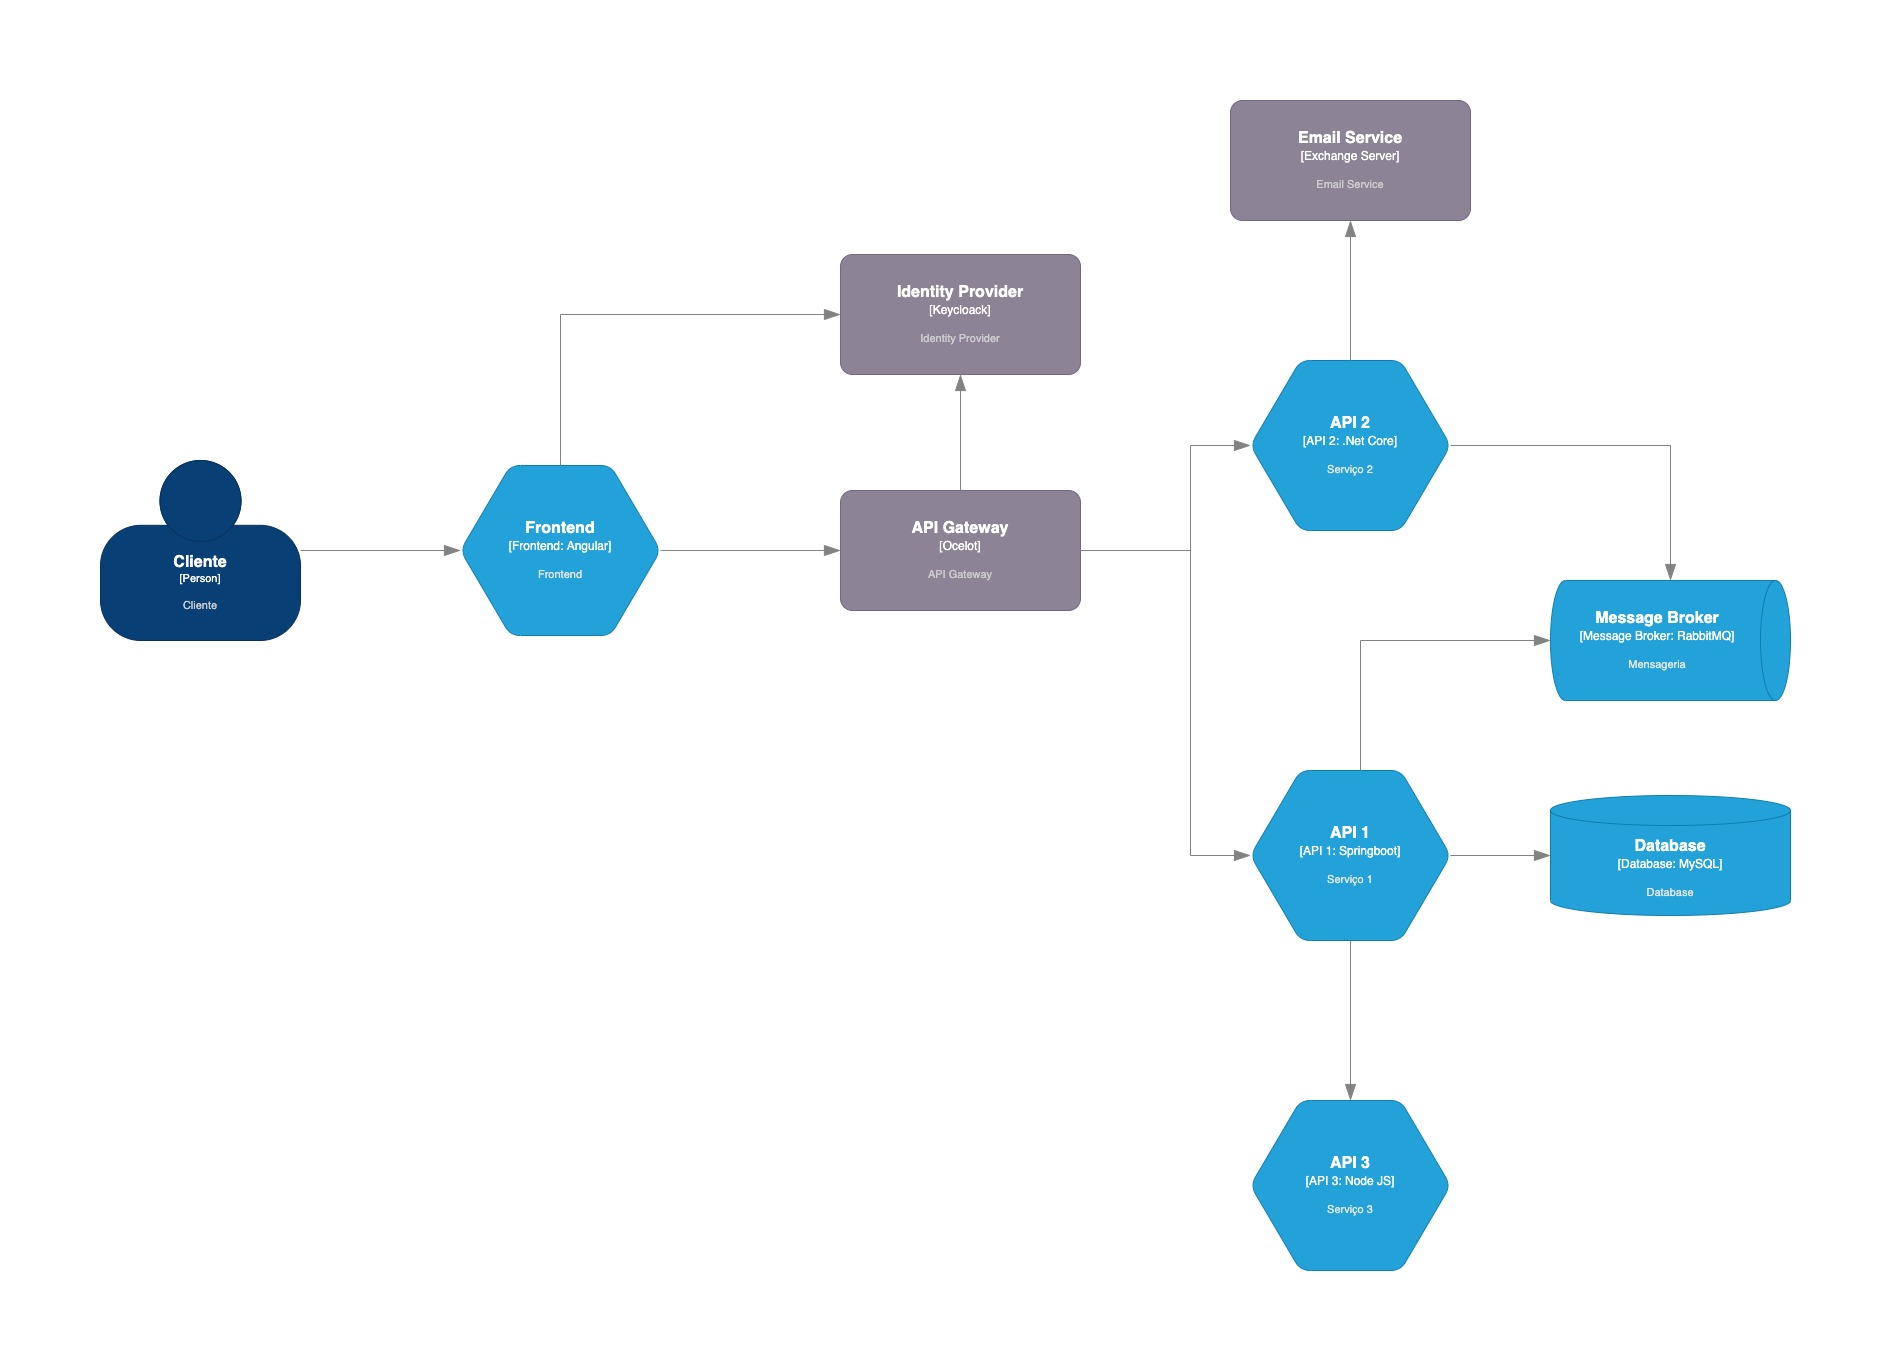 Email Service
[Exchange Server]
Email Service
Identity Provider
[Keycloack]
Identity Provider
API 2
[API 2: .Net Core]
Serviço 2
Cliente
[Person]
Cliente
Frontend
[Frontend: Angular]
Frontend
API Gateway
[Ocelot]
API Gateway
Message Broker
[Message Broker: RabbitMQ]
Mensageria
API 1
[API 1: Springboot]
Serviço 1
Database
[Database: MySQL]
Database
API 3
[API 3: Node JS]
Serviço 3